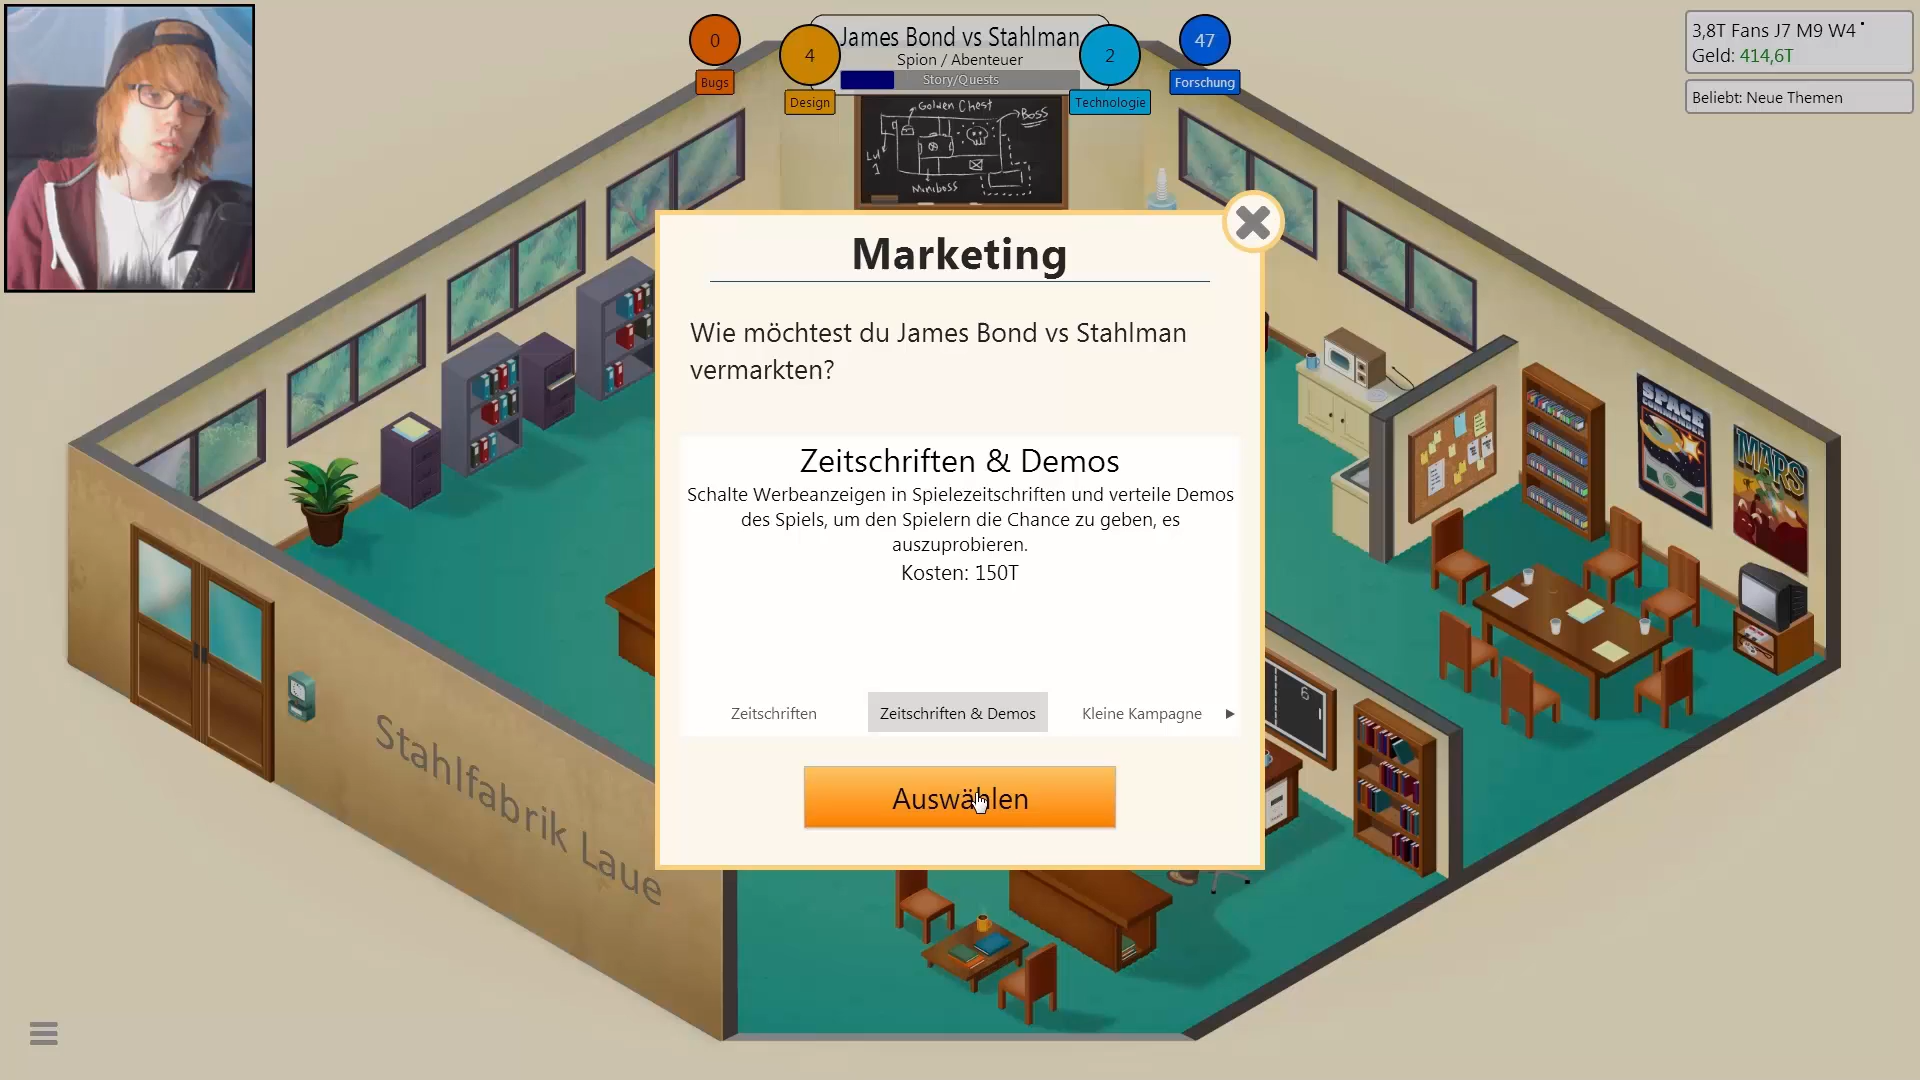 James Bond vs Stahlman
Spion / Abenteuer
Story/Quests
0
Bugs
4
Design
2
Technologie
47
Forschung
3,8T Fans J7 M9 W4
Geld: 414,6T
Beliebt: Neue Themen
Golden Chest
Boss
Lvl
1
Miniboss
Marketing
Wie möchtest du James Bond vs Stahlman
vermarkten?
Zeitschriften & Demos
Schalte Werbeanzeigen in Spielezeitschriften und verteile Demos
des Spiels, um den Spielern die Chance zu geben, es
auszuprobieren.
Kosten: 150T
Zeitschriften
Zeitschriften & Demos
Kleine Kampagne
Auswählen
SPACE
MARS
6
Stahlfabrik Laue